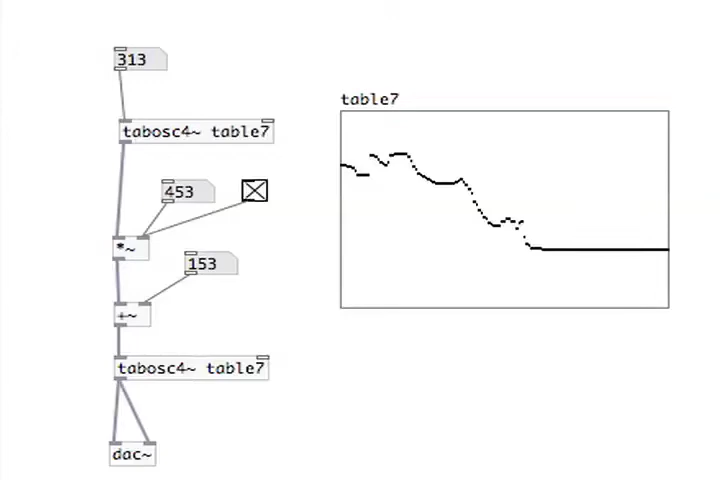 313
table7
tabosc4~ table7
453
*~
153
+~
tabosc4~ table7
dac~